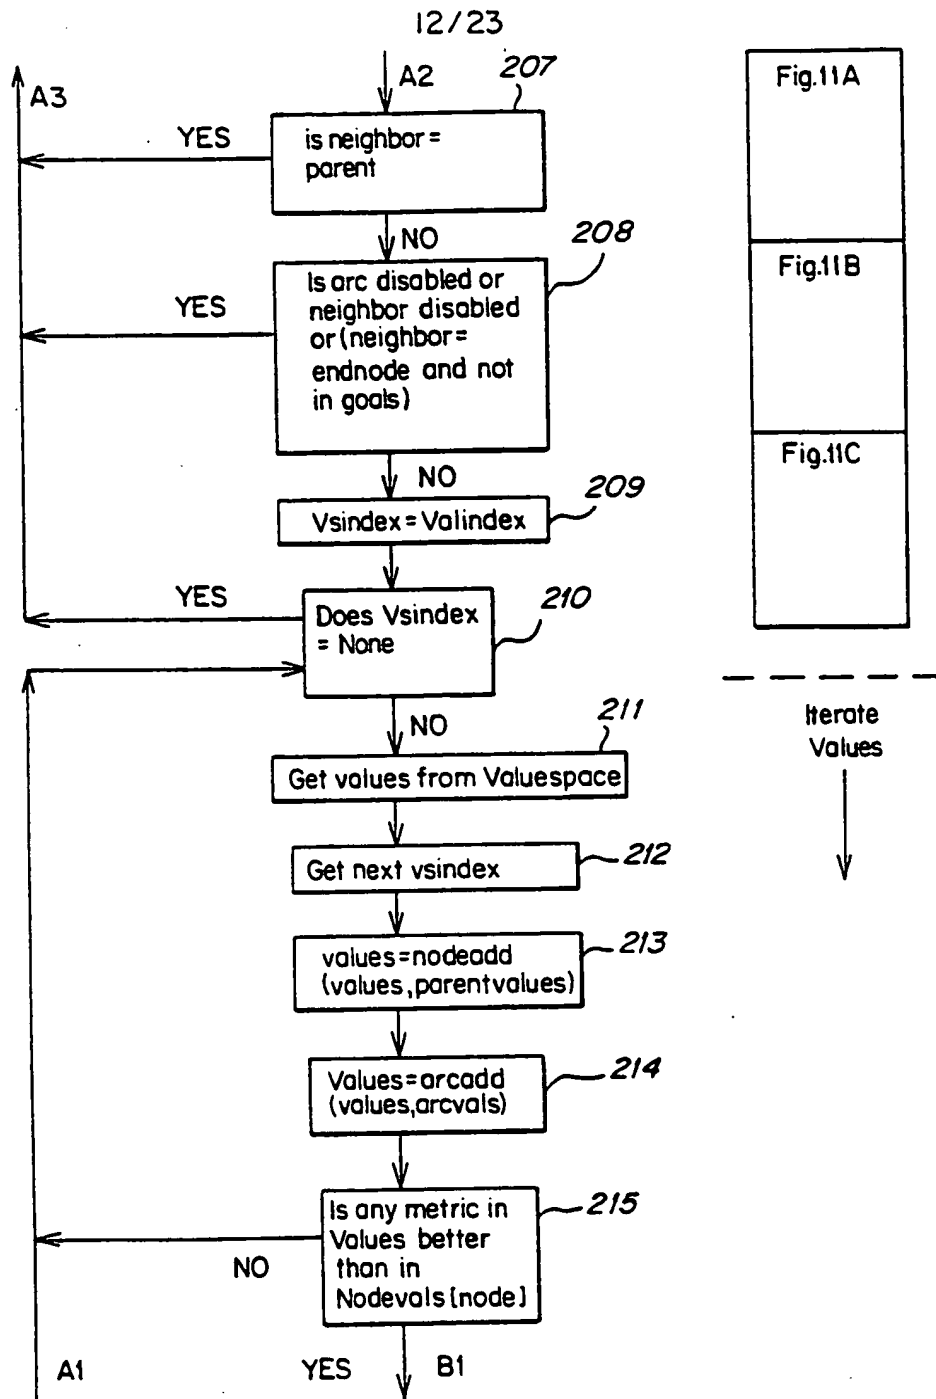 12/23
A3
A2
207
YES
is neighbor=
parent
NO
208
YES
Is arc disabled or
neighbor disabled
or (neighbor=
endnode and not
in goals)
NO
209
Vsindex=Valindex
YES
210
Does Vsindex
= None
NO
211
Get values from Valuespace
212
Get next vsindex
213
values=nodeadd
(values,parentvalues)
214
Values=arcadd
(values,arcvals)
215
Is any metric in
Values better
than in
Nodevals[node]
NO
A1
YES
B1
Fig.11A
Fig.11B
Fig.11C
Iterate
Values